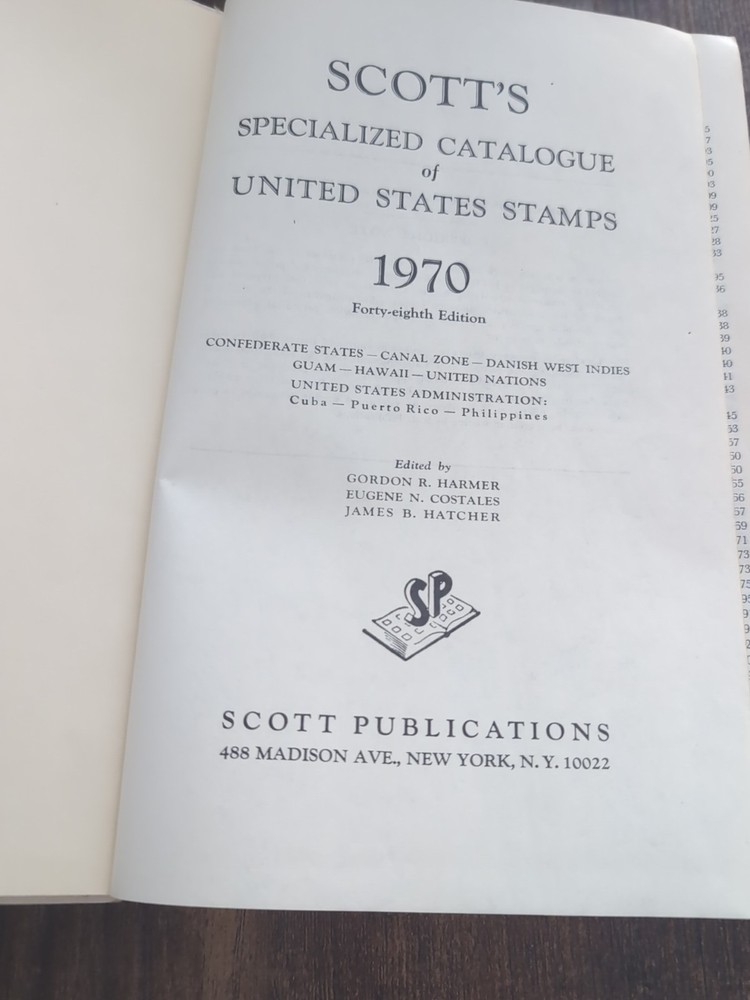 SCOTT'S
SPECIALIZED CATALOGUE
of
UNITED STATES STAMPS
1970
Forty-eighth Edition
CONFEDERATE STATES — CANAL ZONE — DANISH WEST INDIES
GUAM — HAWAII — UNITED NATIONS
UNITED STATES ADMINISTRATION:
Cuba — Puerto Rico — Philippines
Edited by
GORDON R. HARMER
EUGENE N. COSTALES
JAMES B. HATCHER
SP
SCOTT PUBLICATIONS
488 MADISON AVE., NEW YORK, N. Y. 10022